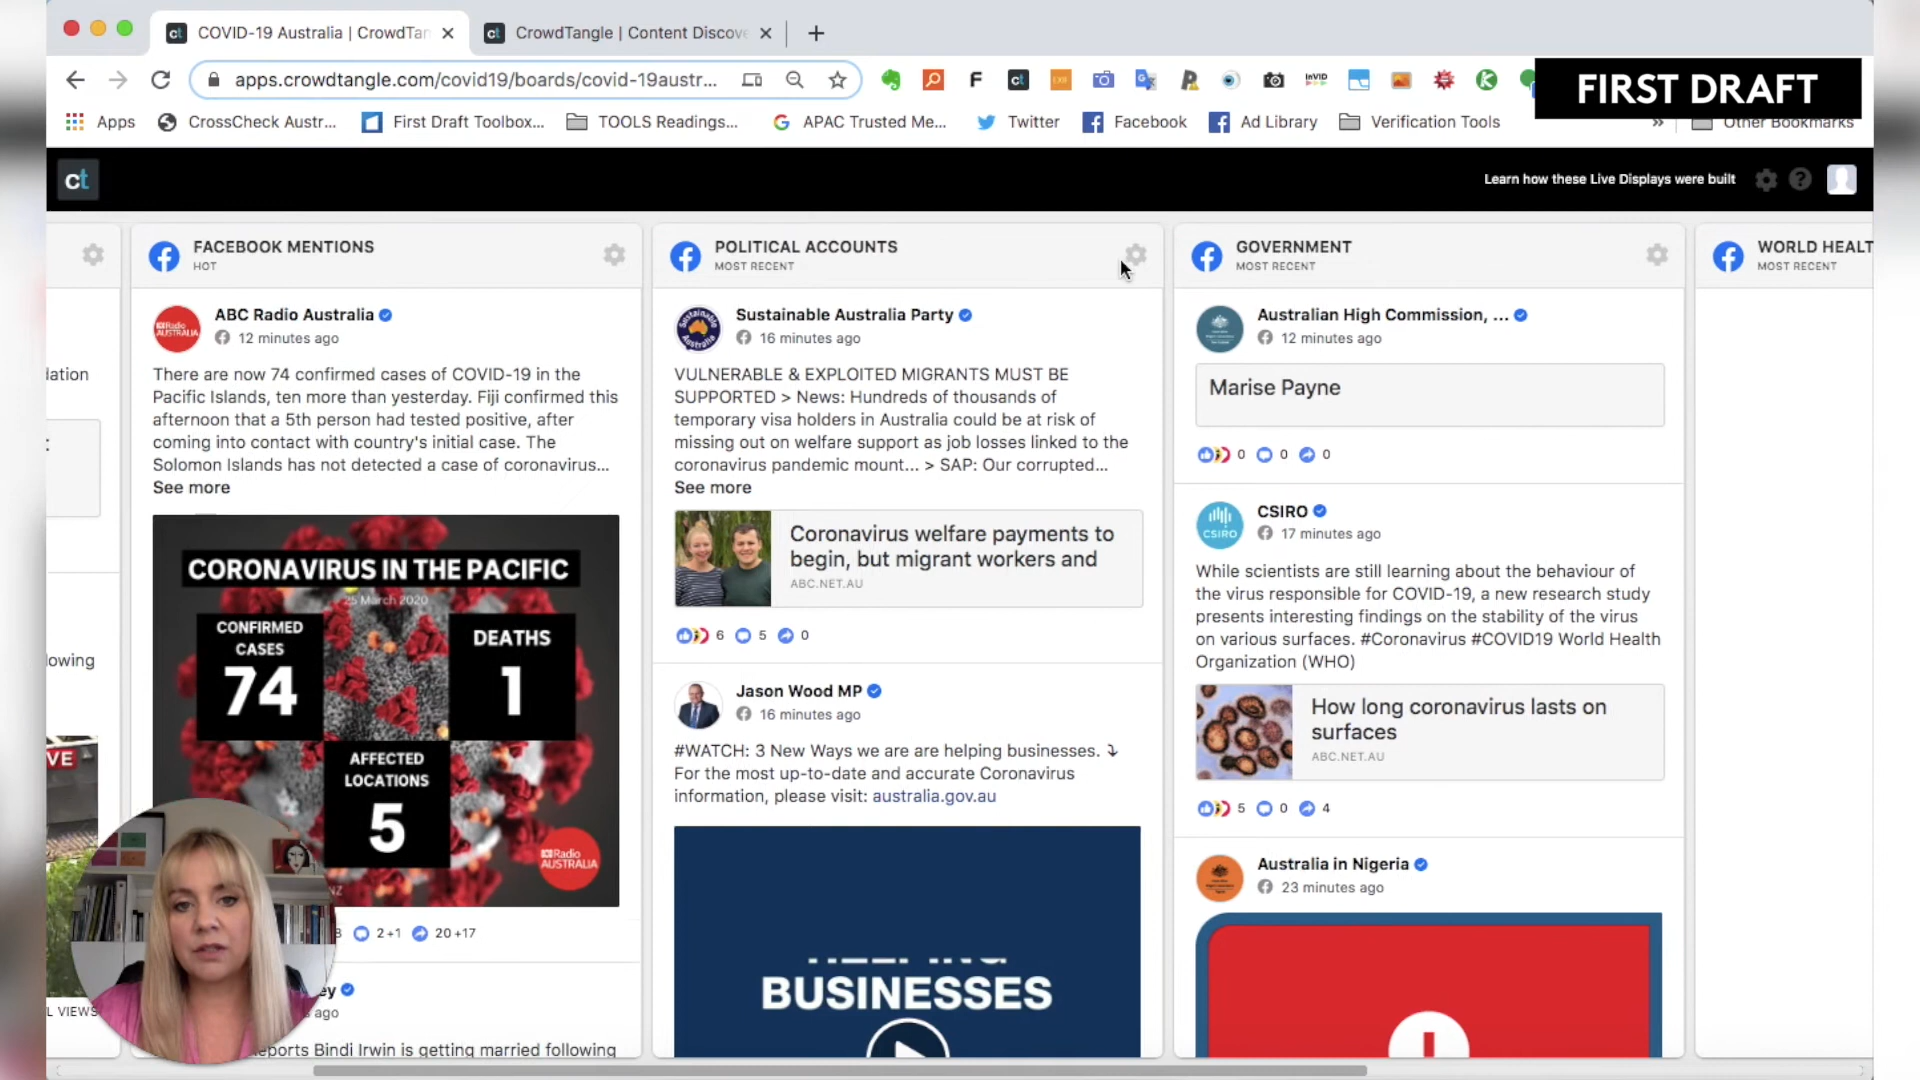 COVID-19 Australia | CrowdTan
CrowdTangle | Content Discov
apps.crowdtangle.com/covid19/boards/covid-19austr...
FIRST DRAFT
Apps
CrossCheck Austr...
First Draft Toolbox...
TOOLS Readings...
APAC Trusted Me...
Twitter
Facebook
Ad Library
Verification Tools
»
Other Bookmarks
ct
Learn how these Live Displays were built
FACEBOOK MENTIONS
HOT
ABC Radio Australia
12 minutes ago
There are now 74 confirmed cases of COVID-19 in the
Pacific Islands, ten more than yesterday. Fiji confirmed this
afternoon that a 5th person had tested positive, after
coming into contact with country's initial case. The
Solomon Islands has not detected a case of coronavirus...
See more
CORONAVIRUS IN THE PACIFIC
25 March 2020
CONFIRMED
CASES
74
DEATHS
1
AFFECTED
LOCATIONS
5
Radio
AUSTRALIA
2 +1
20 +17
ey
ago
eports Bindi Irwin is getting married following
POLITICAL ACCOUNTS
MOST RECENT
Sustainable Australia Party
16 minutes ago
VULNERABLE & EXPLOITED MIGRANTS MUST BE
SUPPORTED > News: Hundreds of thousands of
temporary visa holders in Australia could be at risk of
missing out on welfare support as job losses linked to the
coronavirus pandemic mount... > SAP: Our corrupted...
See more
Coronavirus welfare payments to
begin, but migrant workers and
ABC.NET.AU
6 5 0
Jason Wood MP
16 minutes ago
#WATCH: 3 New Ways we are are helping businesses. ⤵
For the most up-to-date and accurate Coronavirus
information, please visit: australia.gov.au
BUSINESSES
GOVERNMENT
MOST RECENT
Australian High Commission, ...
12 minutes ago
Marise Payne
0 0 0
CSIRO
17 minutes ago
While scientists are still learning about the behaviour of
the virus responsible for COVID-19, a new research study
presents interesting findings on the stability of the virus
on various surfaces. #Coronavirus #COVID19 World Health
Organization (WHO)
How long coronavirus lasts on
surfaces
ABC.NET.AU
5 0 4
Australia in Nigeria
23 minutes ago
WORLD HEALT
MOST RECENT
lation
lowing
VE
L VIEWS